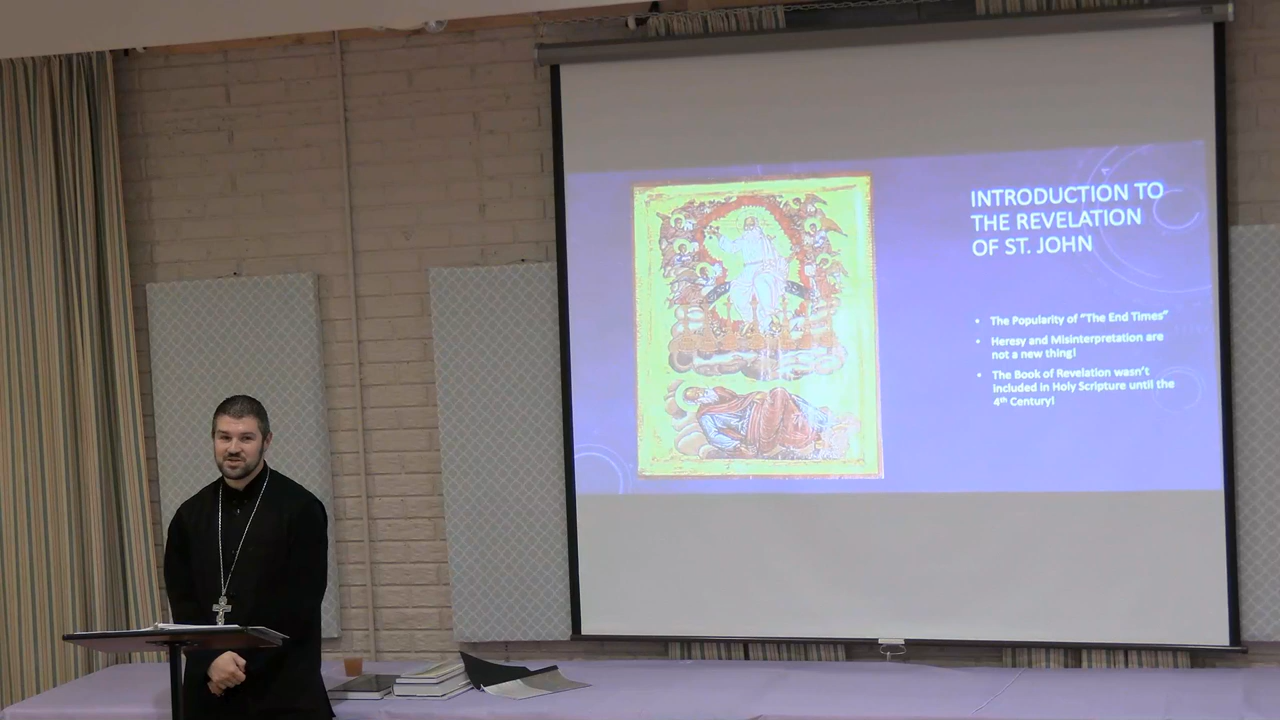 INTRODUCTION TO
THE REVELATION
OF ST. JOHN
• The Popularity of “The End Times”
• Heresy and Misinterpretation are
not a new thing!
• The Book of Revelation wasn't
included in Holy Scripture until the
4th Century!